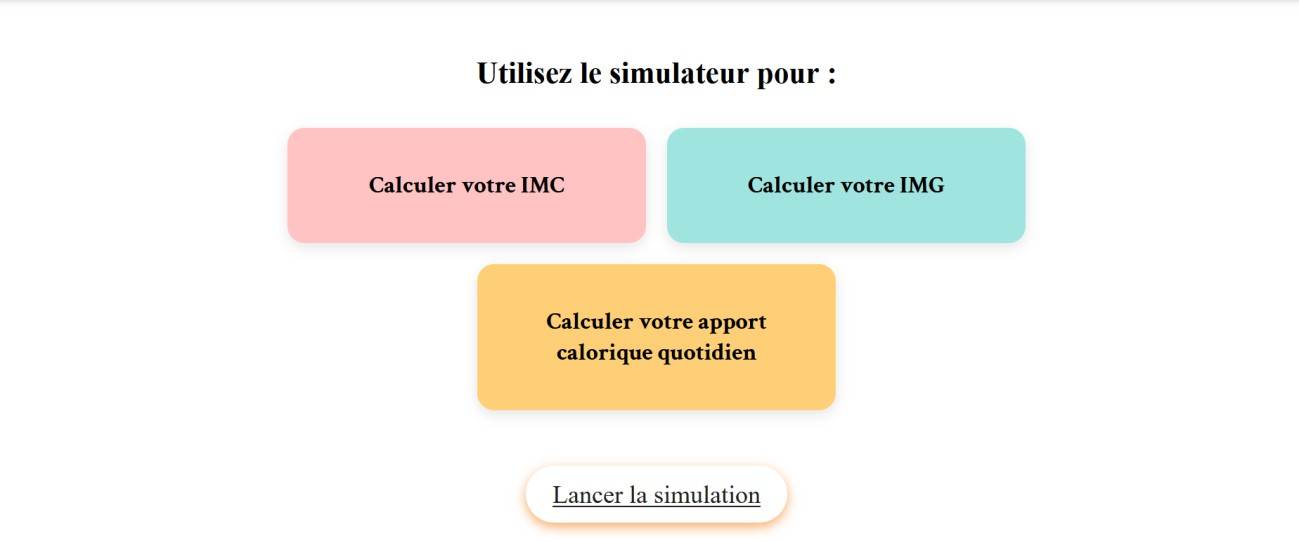 Utilisez le simulateur pour :
Calculer votre IMC
Calculer votre IMG
Calculer votre apport
calorique quotidien
Lancer la simulation